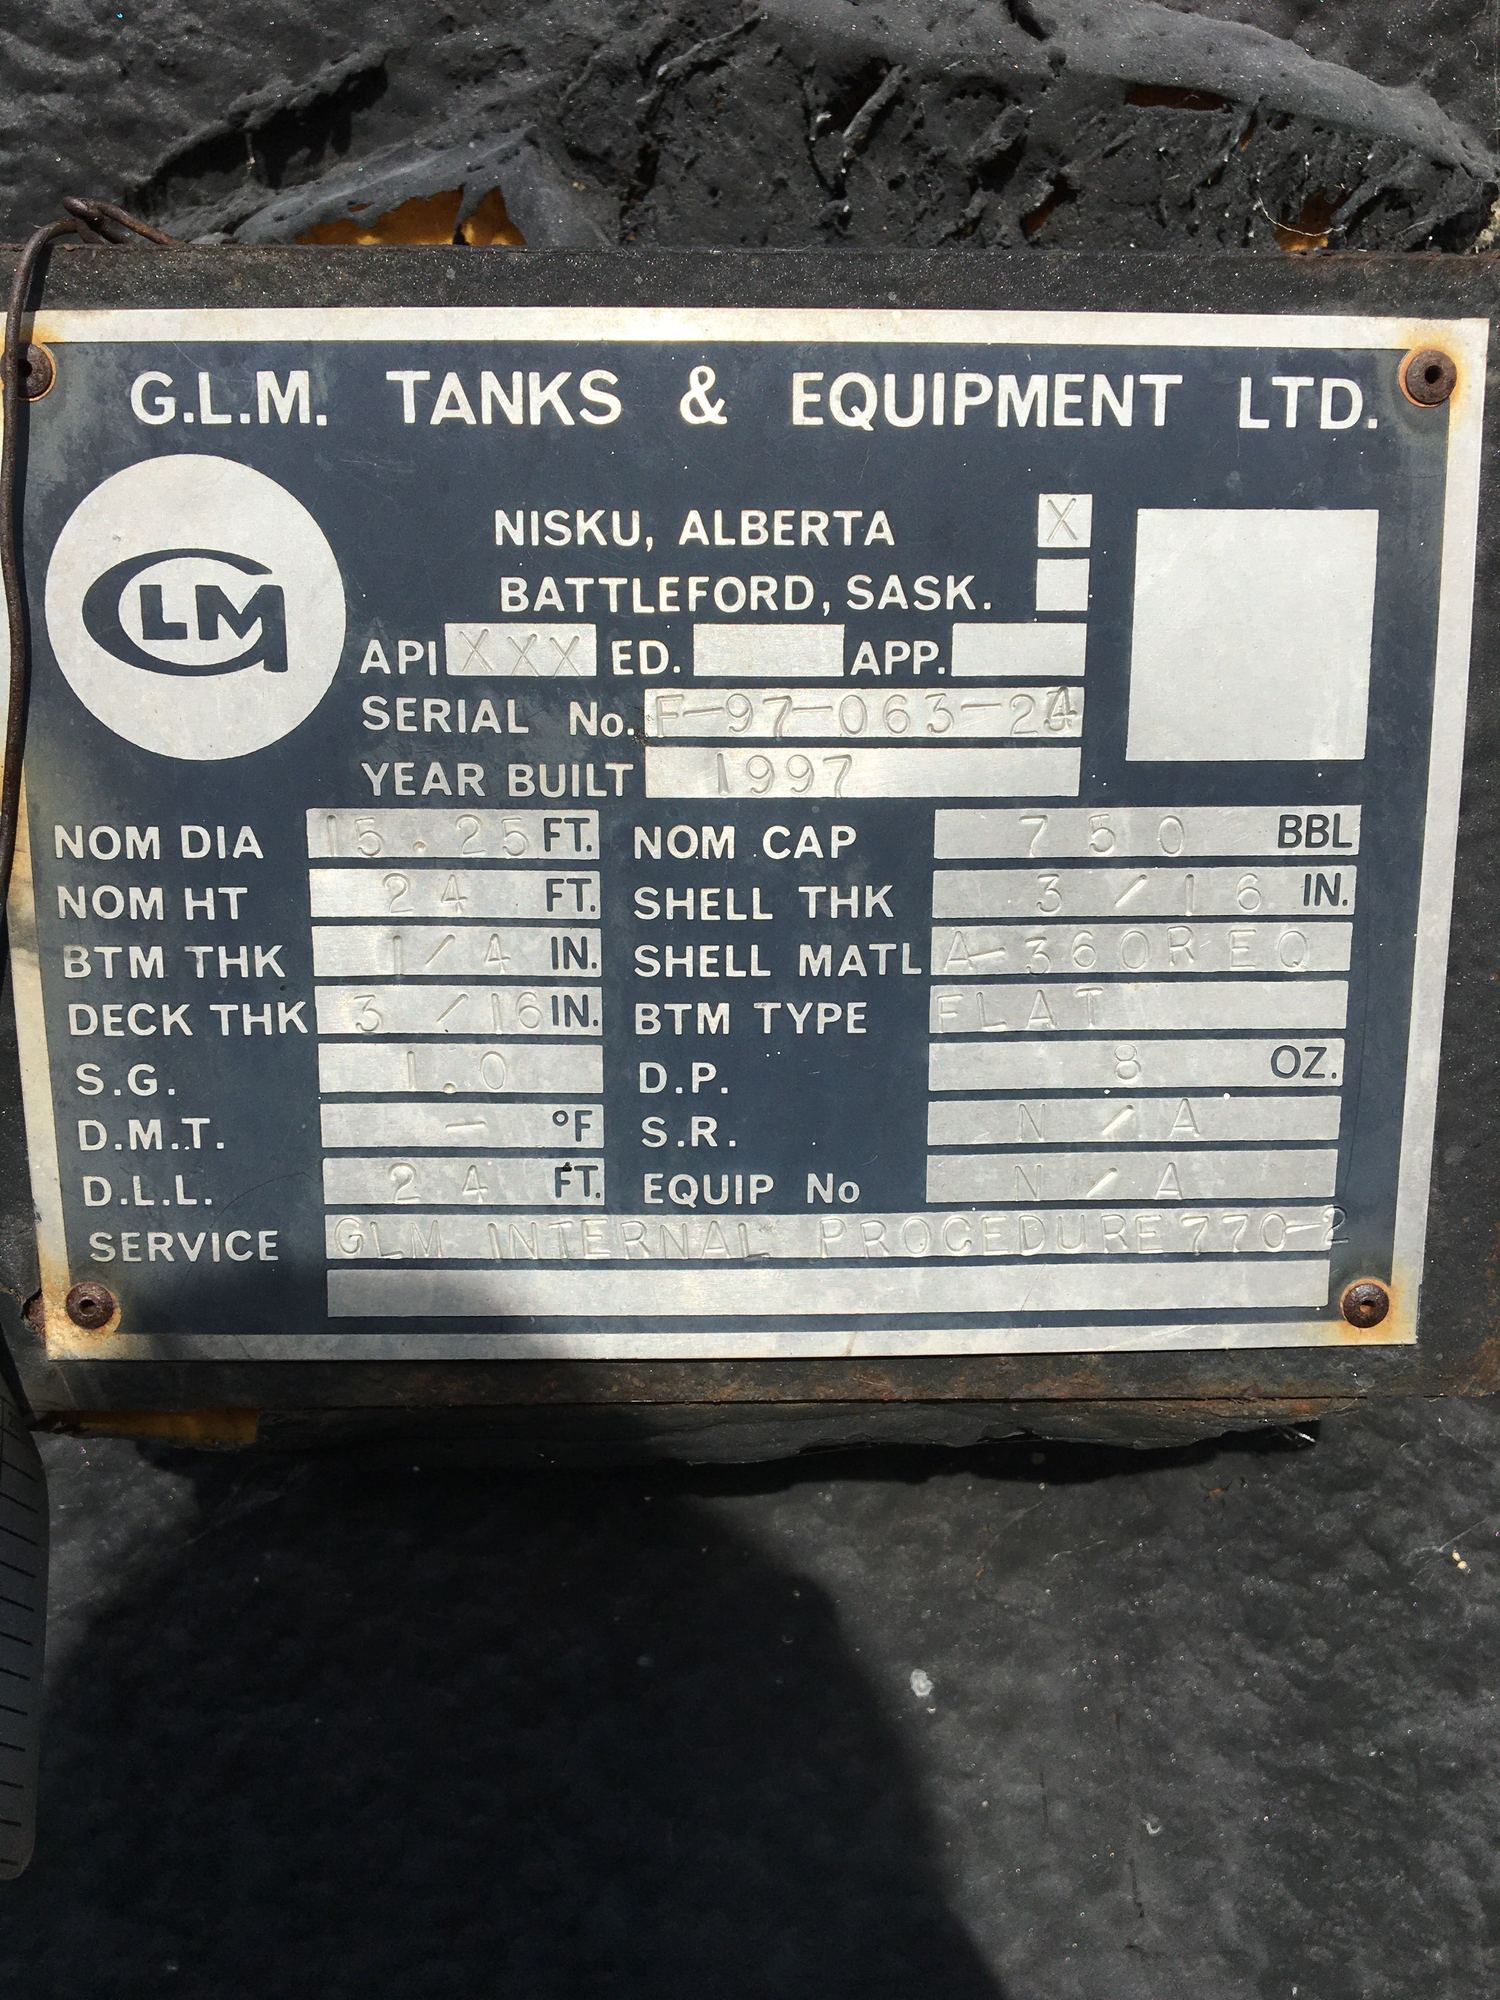 G.L.M. TANKS & EQUIPMENT LTD.
GLM
NISKU, ALBERTA X
BATTLEFORD, SASK.
API XXX ED. APP.
SERIAL No. F-97-063-24
YEAR BUILT 1997
NOM DIA 15.25 FT. NOM CAP 750 BBL
NOM HT 24 FT. SHELL THK 3/16 IN.
BTM THK 1/4 IN. SHELL MATL A-36OREQ
DECK THK 3/16 IN. BTM TYPE FLAT
S.G. 1.0 D.P. 8 OZ.
D.M.T. - °F S.R. N/A
D.L.L. 24 FT. EQUIP No N/A
SERVICE GLM INTERNAL PROCEDURE 770-2